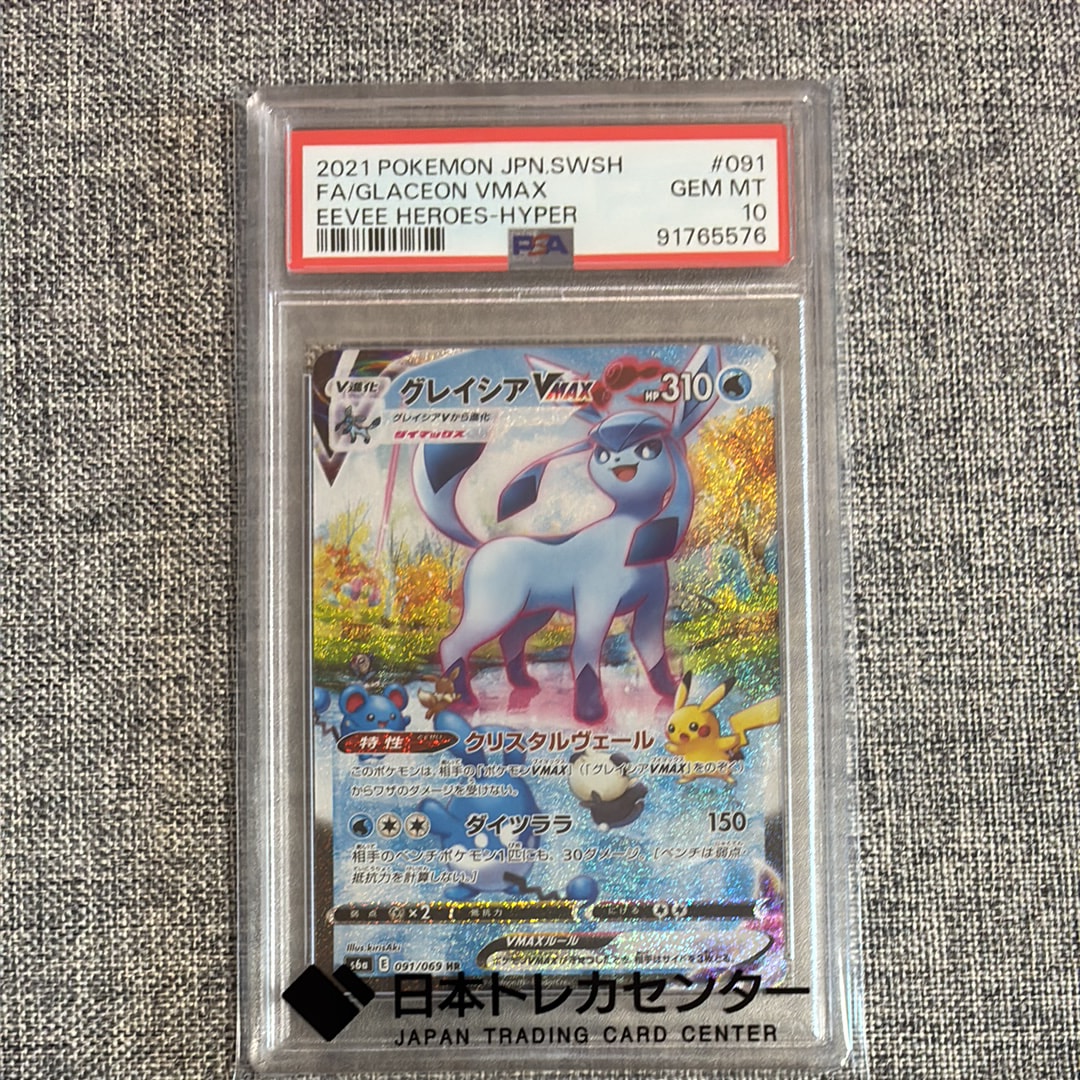 2021 POKEMON JPN.SWSH #091
FA/GLACEON VMAX GEM MT
EEVEE HEROES-HYPER 10
PSA 91765576
V進化 グレイシアVMAX HP310
グレイシアVから進化
ダイマックス
特性 クリスタルヴェール
このポケモンは、相手の「ポケモンVMAX」(「グレイシアVMAX」をのぞく)
からワザのダメージを受けない。
ダイツララ 150
相手のベンチポケモン1匹にも、30ダメージ。[ベンチは弱点・
抵抗力を計算しない。]
弱点 ×2 抵抗力 にげる
Illus. kirisAki
VMAXルール
s6a E 091/069 HR
日本トレカセンター
JAPAN TRADING CARD CENTER